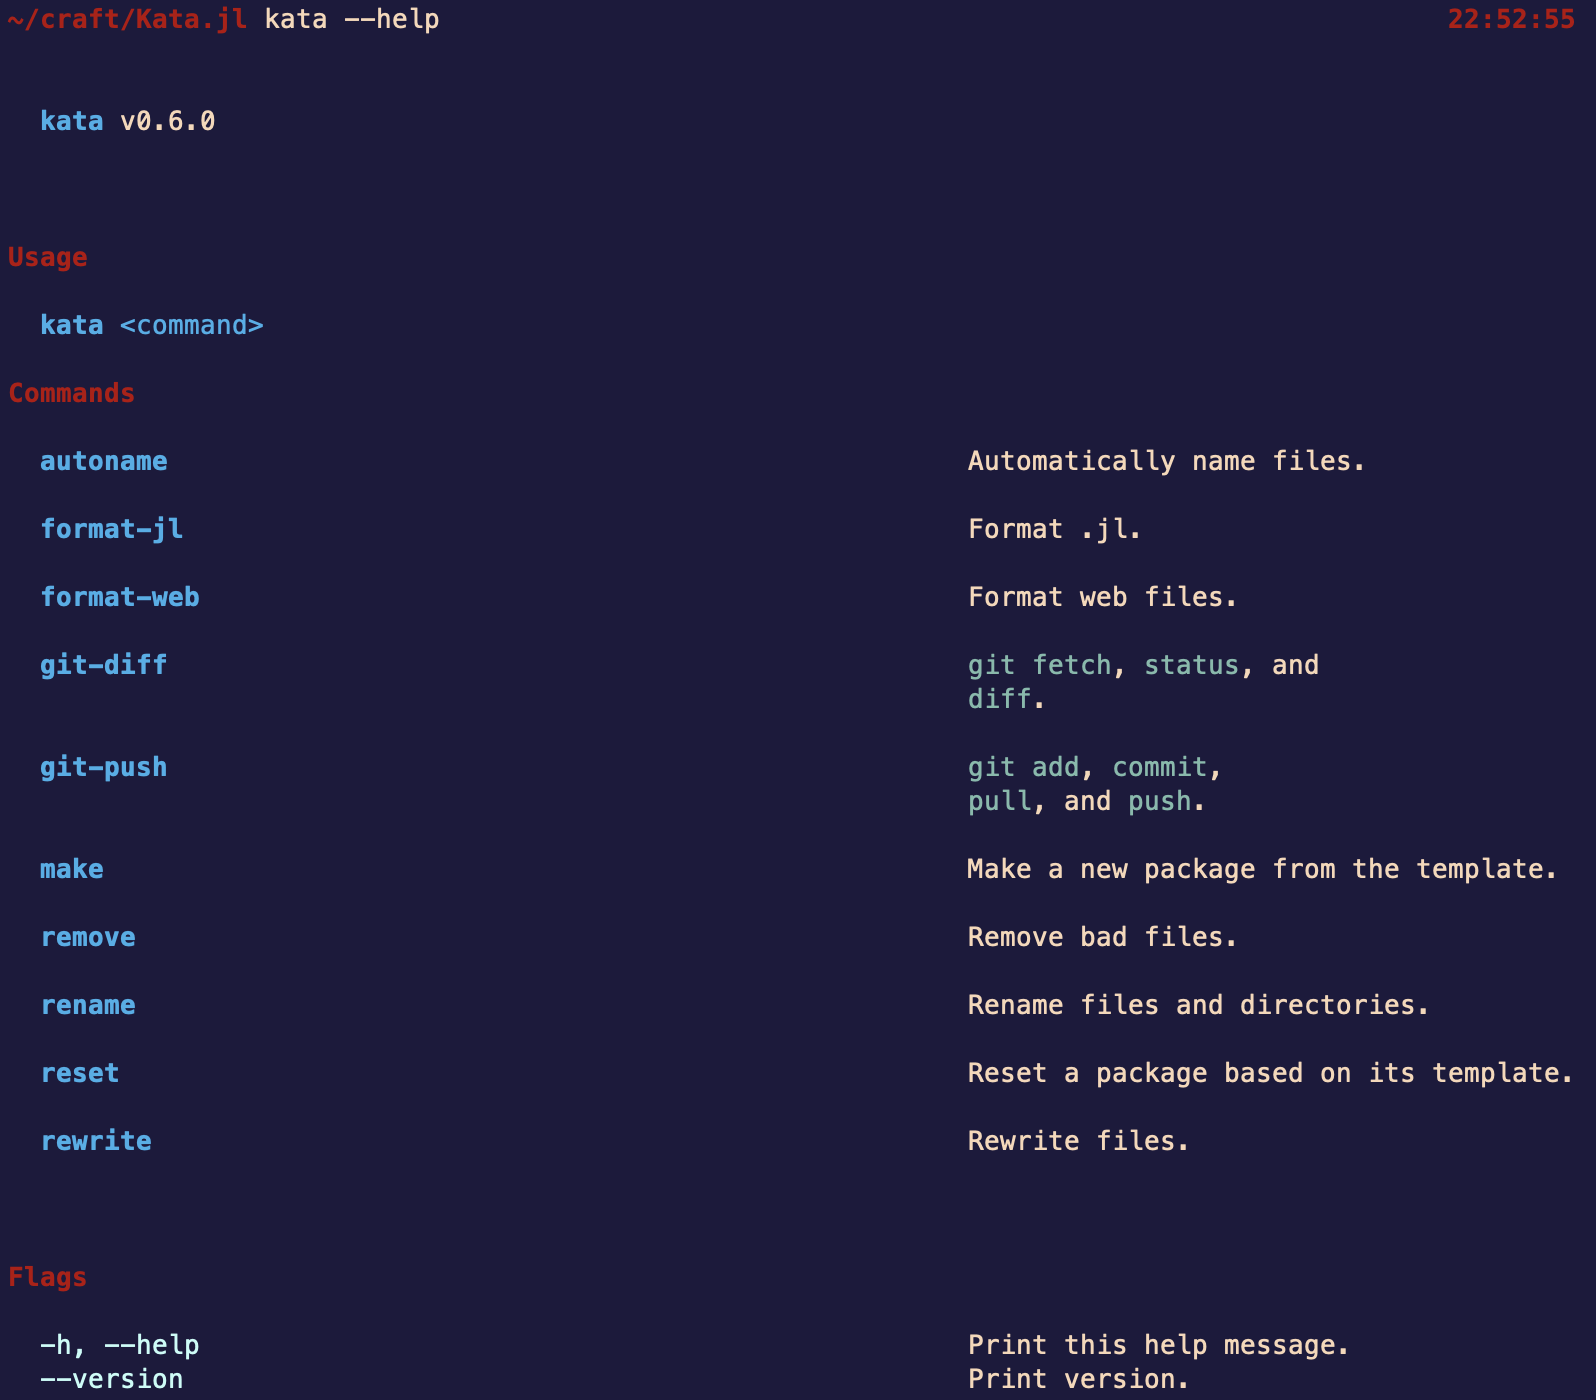 ~/craft/Kata.jl kata --help 22:52:55
kata v0.6.0
Usage
kata <command>
Commands
autoname Automatically name files.
format-jl Format .jl.
format-web Format web files.
git-diff git fetch, status, and
diff.
git-push git add, commit,
pull, and push.
make Make a new package from the template.
remove Remove bad files.
rename Rename files and directories.
reset Reset a package based on its template.
rewrite Rewrite files.
Flags
-h, --help Print this help message.
--version Print version.